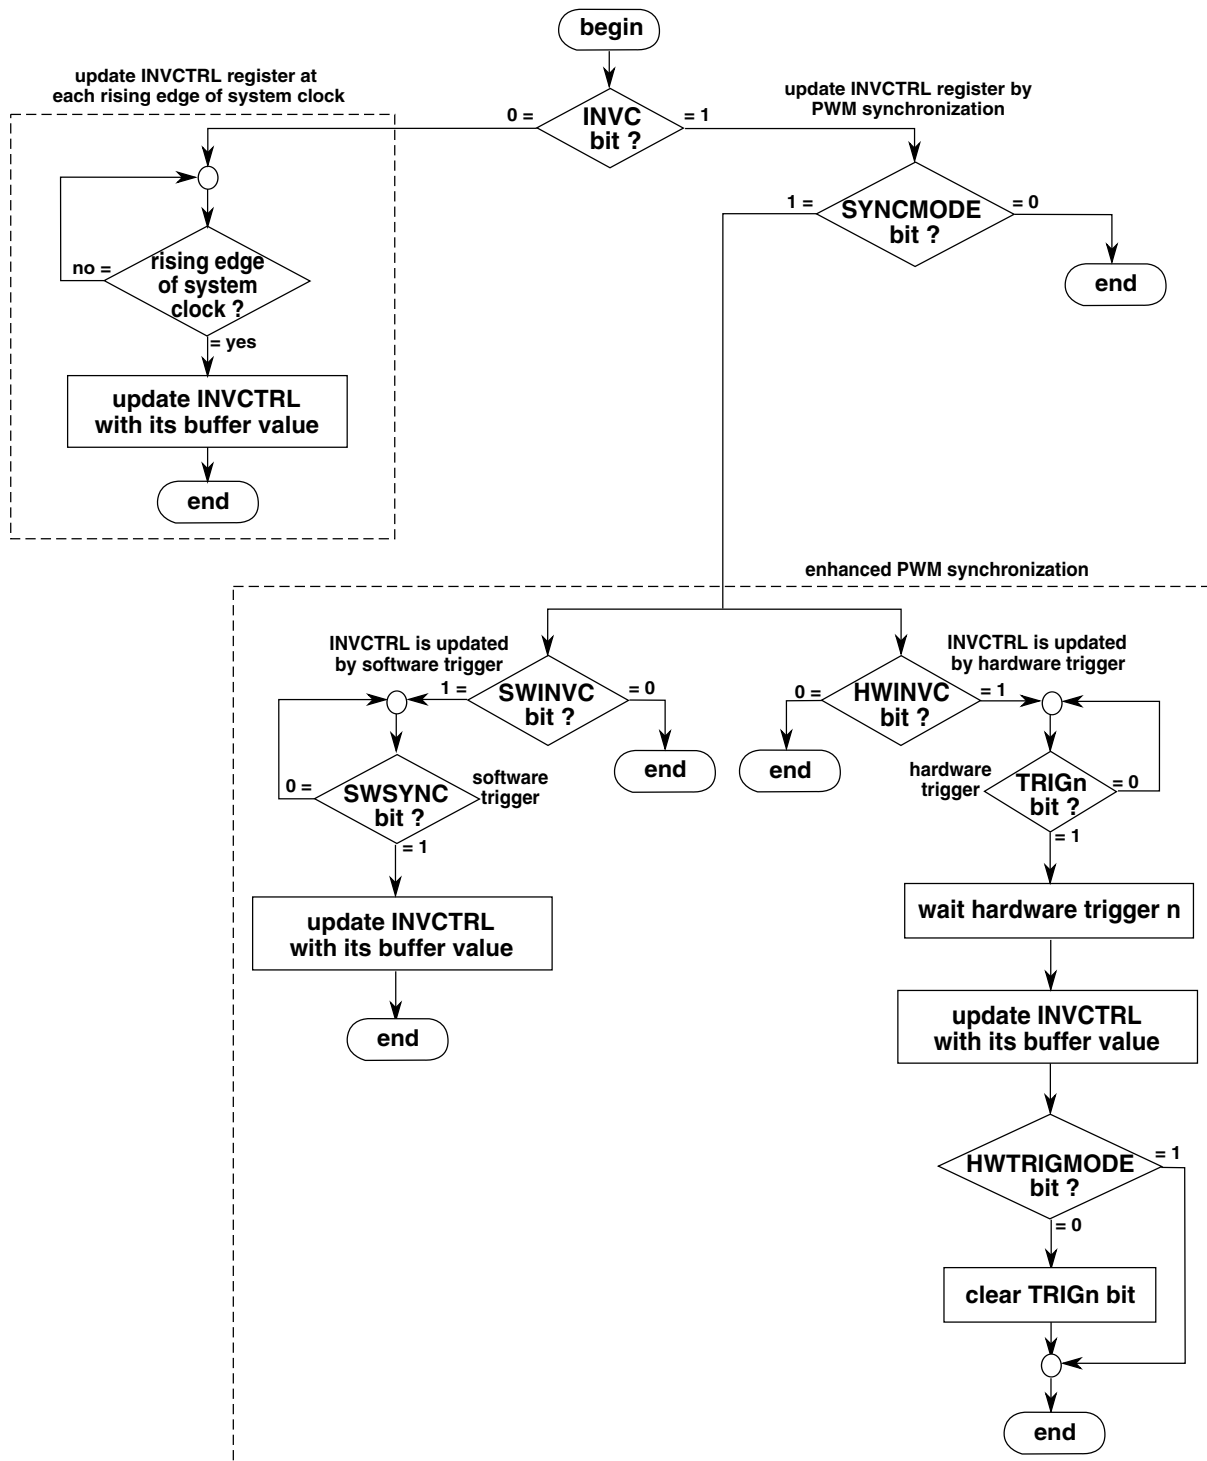 begin
update INVCTRL register at
each rising edge of system clock
update INVCTRL register by
PWM synchronization
0 =
INVC
bit ?
= 1
1 =
SYNCMODE
bit ?
= 0
end
no =
rising edge
of system
clock ?
= yes
update INVCTRL
with its buffer value
end
enhanced PWM synchronization
INVCTRL is updated
by software trigger
1 =
SWINVC
bit ?
= 0
end
0 =
SWSYNC
bit ?
software
trigger
= 1
update INVCTRL
with its buffer value
end
INVCTRL is updated
by hardware trigger
0 =
HWINVC
bit ?
= 1
end
hardware
trigger
TRIGn
bit ?
= 0
= 1
wait hardware trigger n
update INVCTRL
with its buffer value
HWTRIGMODE
bit ?
= 1
= 0
clear TRIGn bit
end